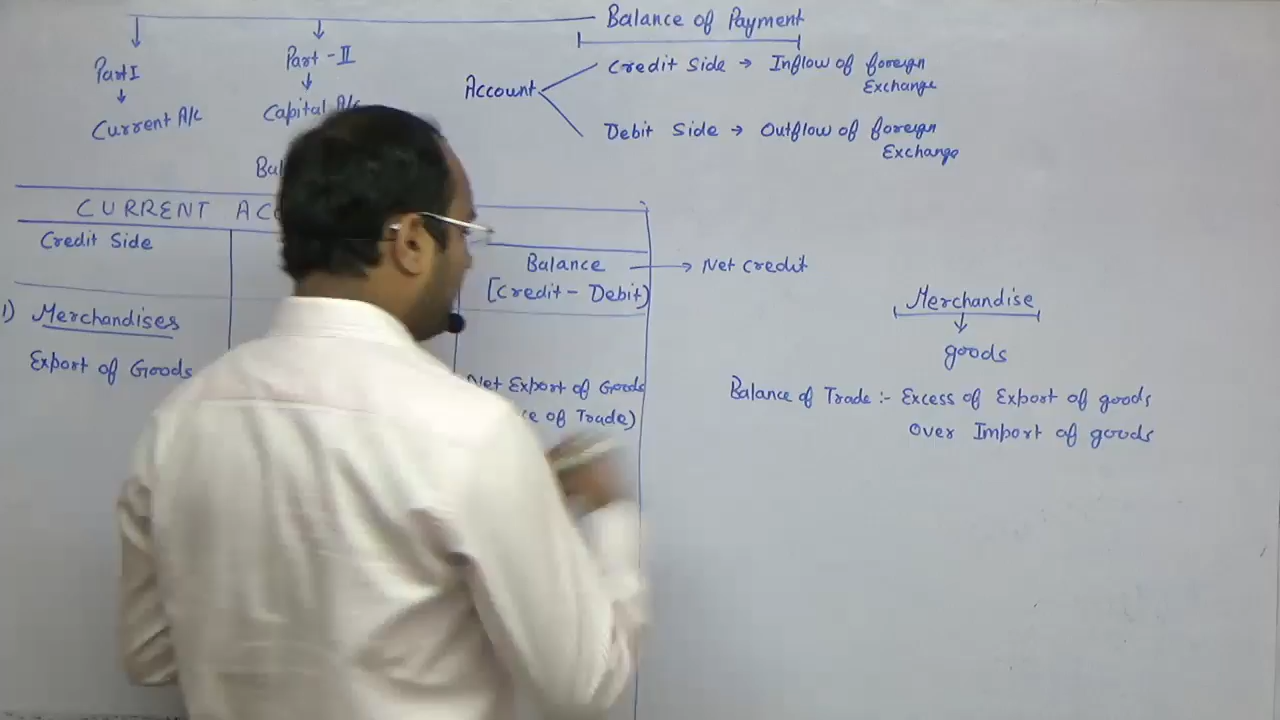 Balance of Payment
Part I
Part - II
Current A/c
Capital A/c
Account
Credit Side → Inflow of foreign
Exchange
Debit Side → Outflow of foreign
Exchange
CURRENT
Credit Side
Balance → Net Credit
[Credit - Debit]
1) Merchandises
Export of Goods
Net Export of Goods
of Trade)
Merchandise
goods
Balance of Trade :- Excess of Export of goods
Over Import of goods